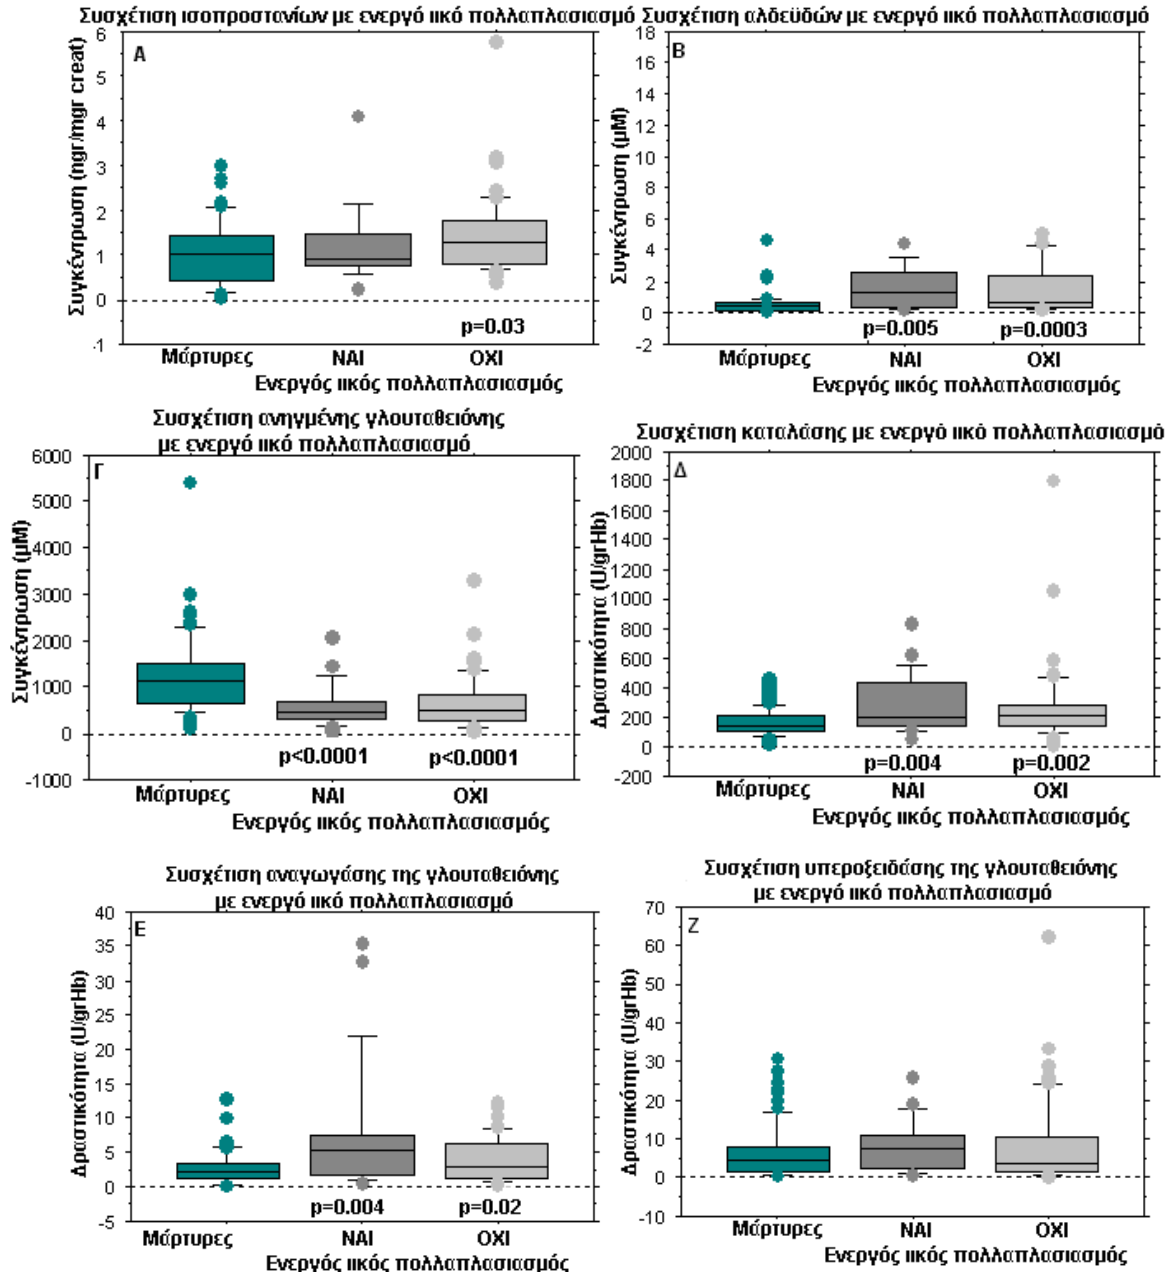 Συσχέτιση ισοπροστανίων με ενεργό ιικό πολλαπλασιασμό
A
Συγκέντρωση (ngr/mgr creat)
6
5
4
3
2
1
0
-1
p=0.03
Μάρτυρες ΝΑΙ ΟΧΙ
Ενεργός ιικός πολλαπλασιασμός
Συσχέτιση αλδεϋδών με ενεργό ιικό πολλαπλασιασμό
B
Συγκέντρωση (μΜ)
18
16
14
12
10
8
6
4
2
0
-2
p=0.005 p=0.0003
Μάρτυρες ΝΑΙ ΟΧΙ
Ενεργός ιικός πολλαπλασιασμός
Συσχέτιση ανηγμένης γλουταθειόνης
με ενεργό ιικό πολλαπλασιασμό
Γ
Συγκέντρωση (μΜ)
6000
5000
4000
3000
2000
1000
0
-1000
p<0.0001 p<0.0001
Μάρτυρες ΝΑΙ ΟΧΙ
Ενεργός ιικός πολλαπλασιασμός
Συσχέτιση καταλάσης με ενεργό ιικό πολλαπλασιασμό
Δ
Δραστικότητα (U/grHb)
2000
1800
1600
1400
1200
1000
800
600
400
200
0
-200
p=0.004 p=0.002
Μάρτυρες ΝΑΙ ΟΧΙ
Ενεργός ιικός πολλαπλασιασμός
Συσχέτιση αναγωγάσης της γλουταθειόνης
με ενεργό ιικό πολλαπλασιασμό
E
Δραστικότητα (U/grHb)
40
35
30
25
20
15
10
5
0
-5
p=0.004 p=0.02
Μάρτυρες ΝΑΙ ΟΧΙ
Ενεργός ιικός πολλαπλασιασμός
Συσχέτιση υπεροξειδάσης της γλουταθειόνης
με ενεργό ιικό πολλαπλασιασμό
Z
Δραστικότητα (U/grHb)
70
60
50
40
30
20
10
0
-10
Μάρτυρες ΝΑΙ ΟΧΙ
Ενεργός ιικός πολλαπλασιασμός